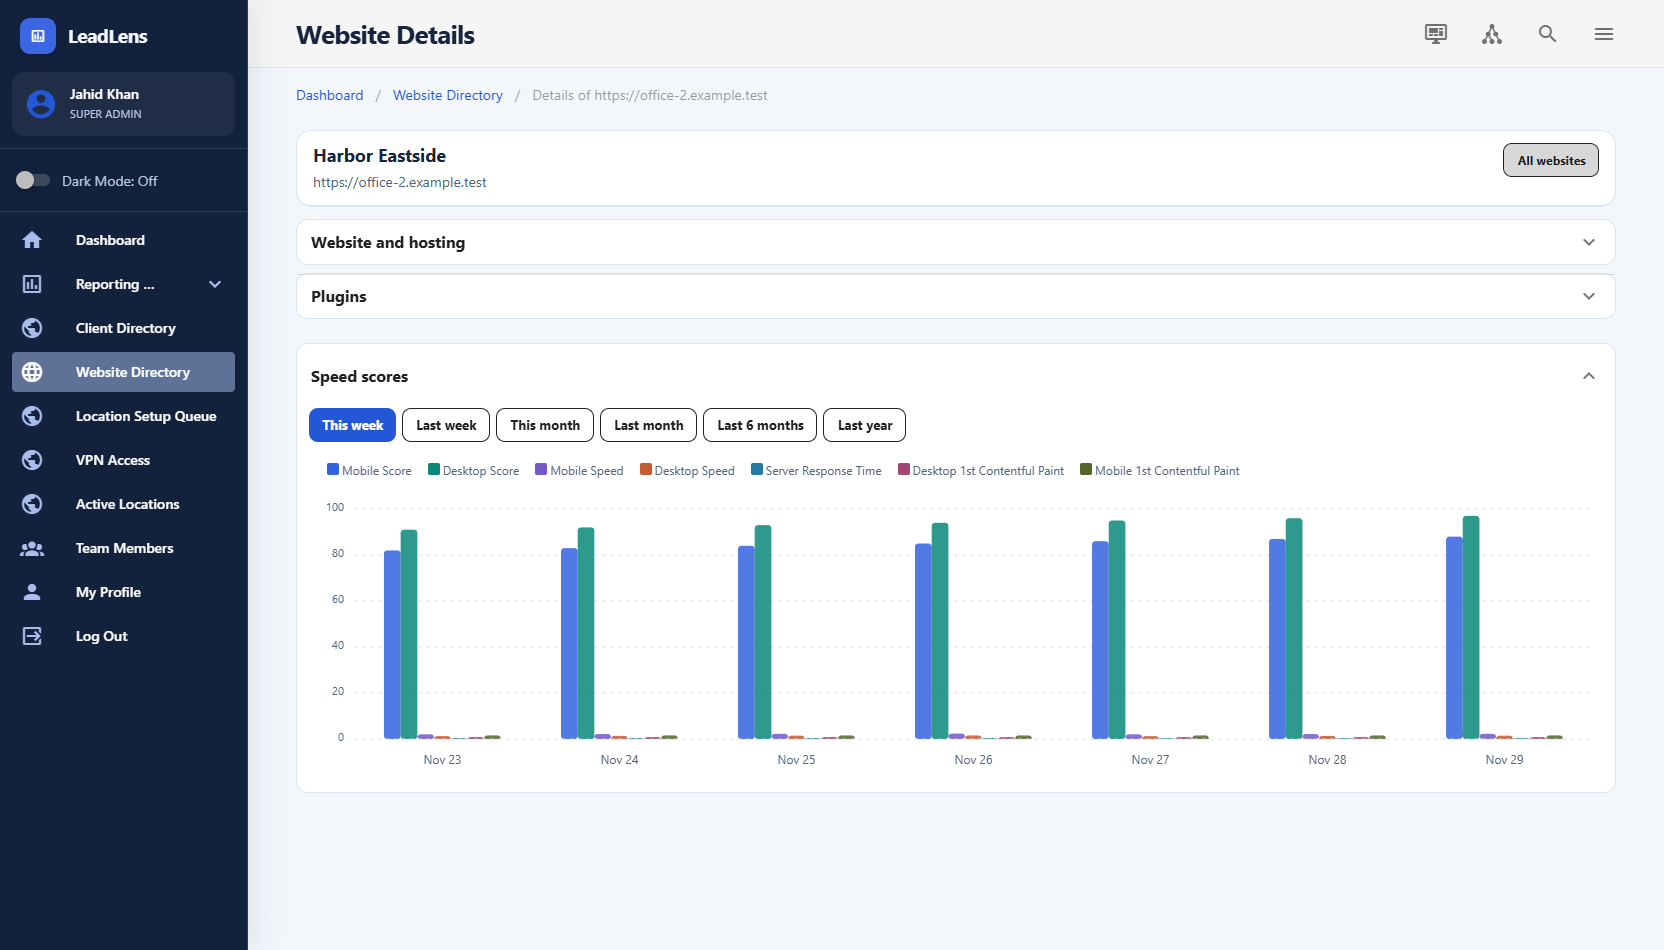 LeadLens
Jahid Khan
SUPER ADMIN
Dark Mode: Off
Dashboard
Reporting ...
Client Directory
Website Directory
Location Setup Queue
VPN Access
Active Locations
Team Members
My Profile
Log Out
Website Details
Dashboard / Website Directory / Details of https://office-2.example.test
Harbor Eastside
https://office-2.example.test
All websites
Website and hosting
Plugins
Speed scores
This week Last week This month Last month Last 6 months Last year
Mobile Score Desktop Score Mobile Speed Desktop Speed Server Response Time Desktop 1st Contentful Paint Mobile 1st Contentful Paint
100
80
60
40
20
0
Nov 23 Nov 24 Nov 25 Nov 26 Nov 27 Nov 28 Nov 29